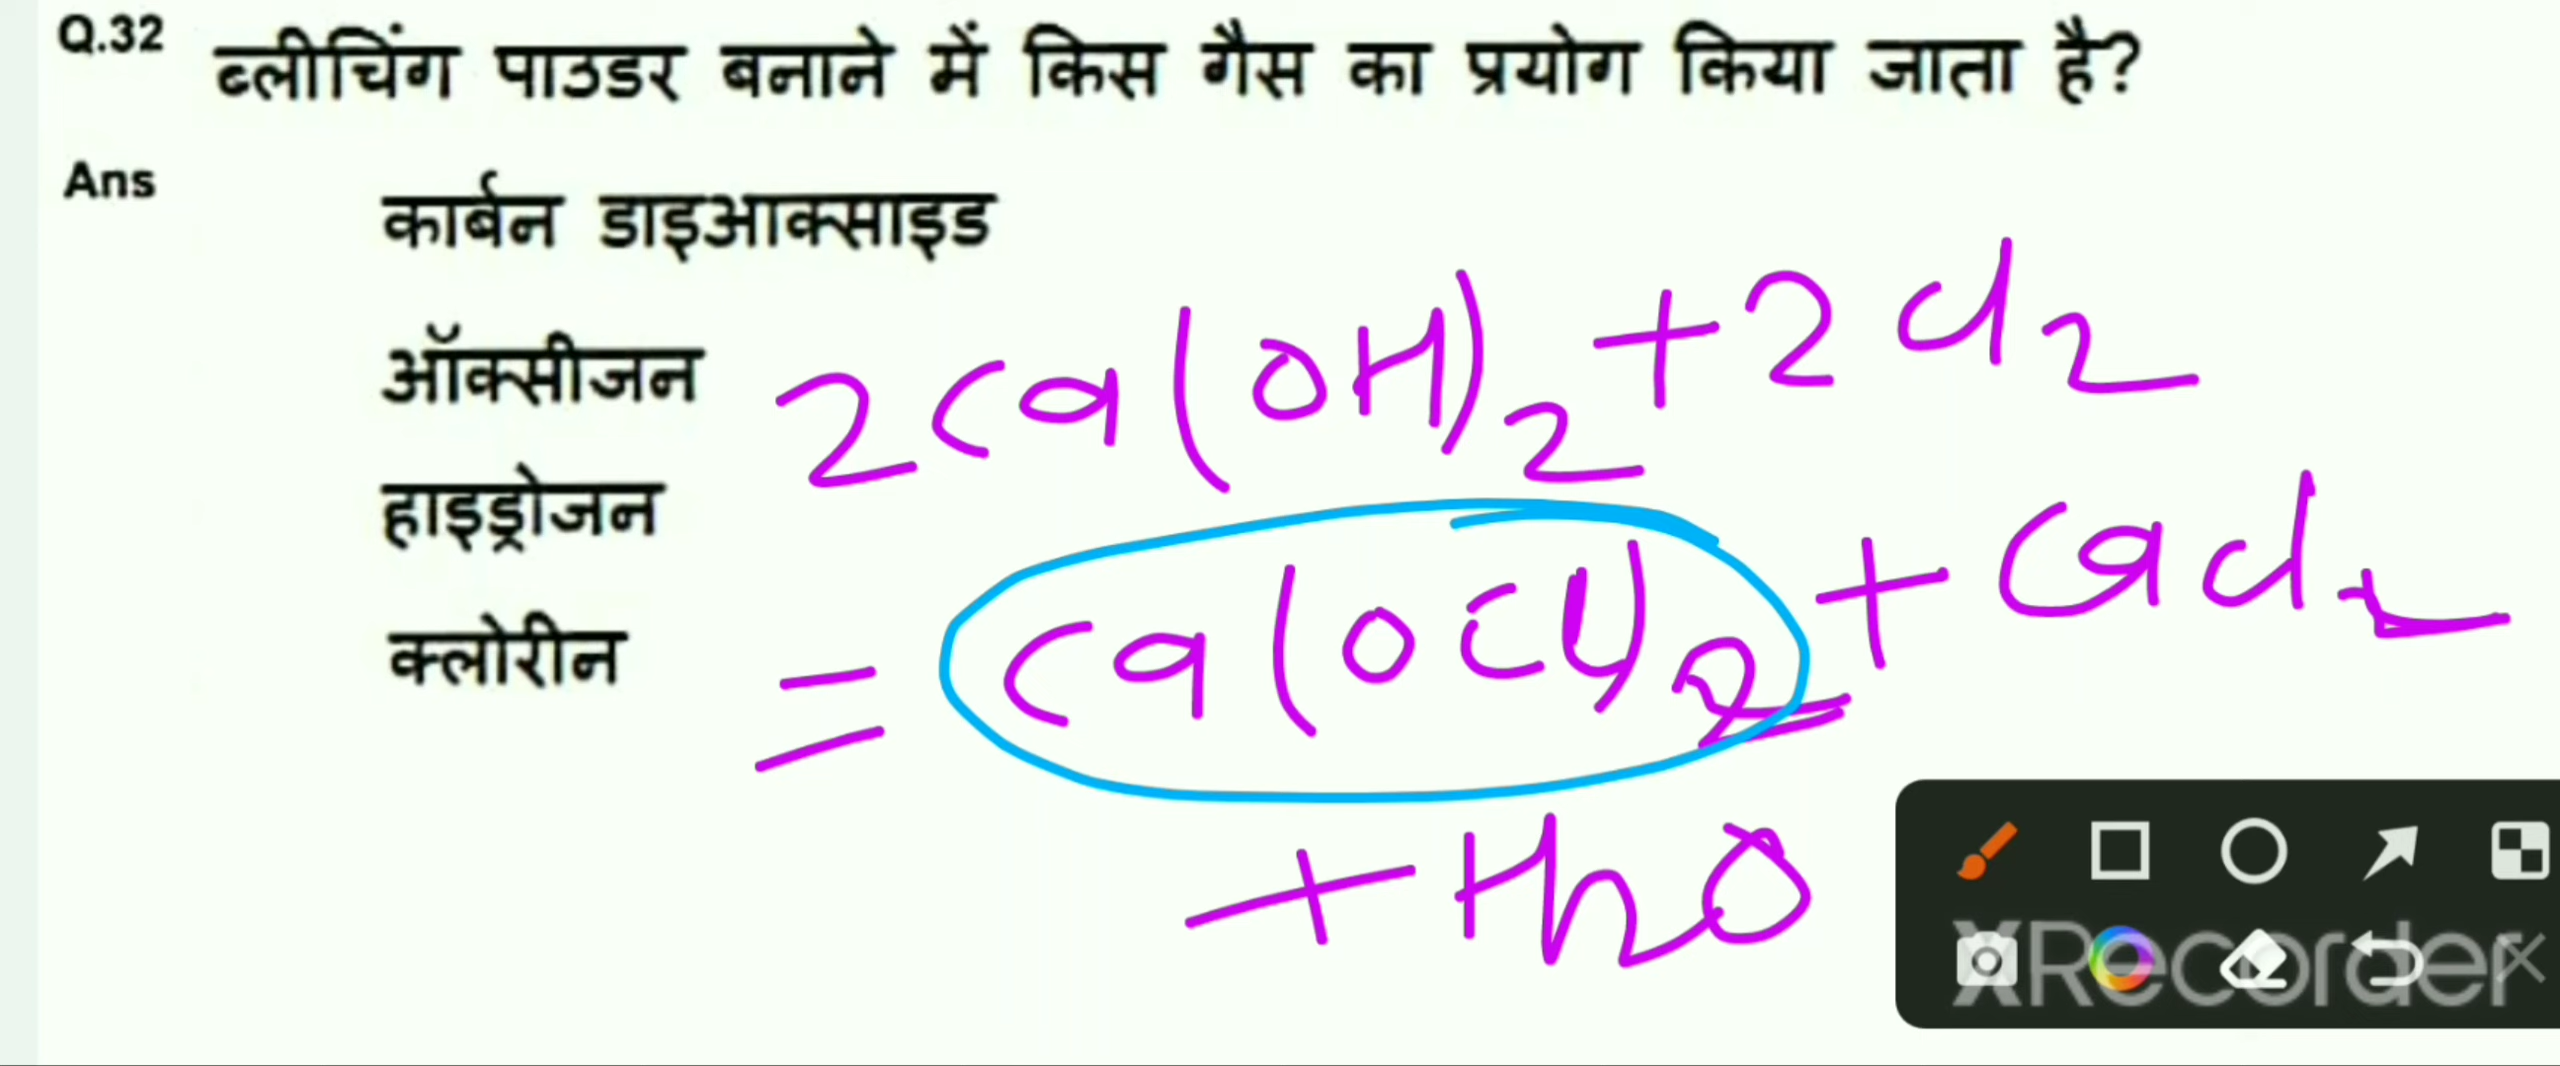 Q.32 ब्लीचिंग पाउडर बनाने में किस गैस का प्रयोग किया जाता है?
Ans
कार्बन डाइआक्साइड
ऑक्सीजन
हाइड्रोजन
क्लोरीन
2Ca(OH)2+2Cl2
= Ca(OCl)2+CaCl2
+H2O
XRecorder